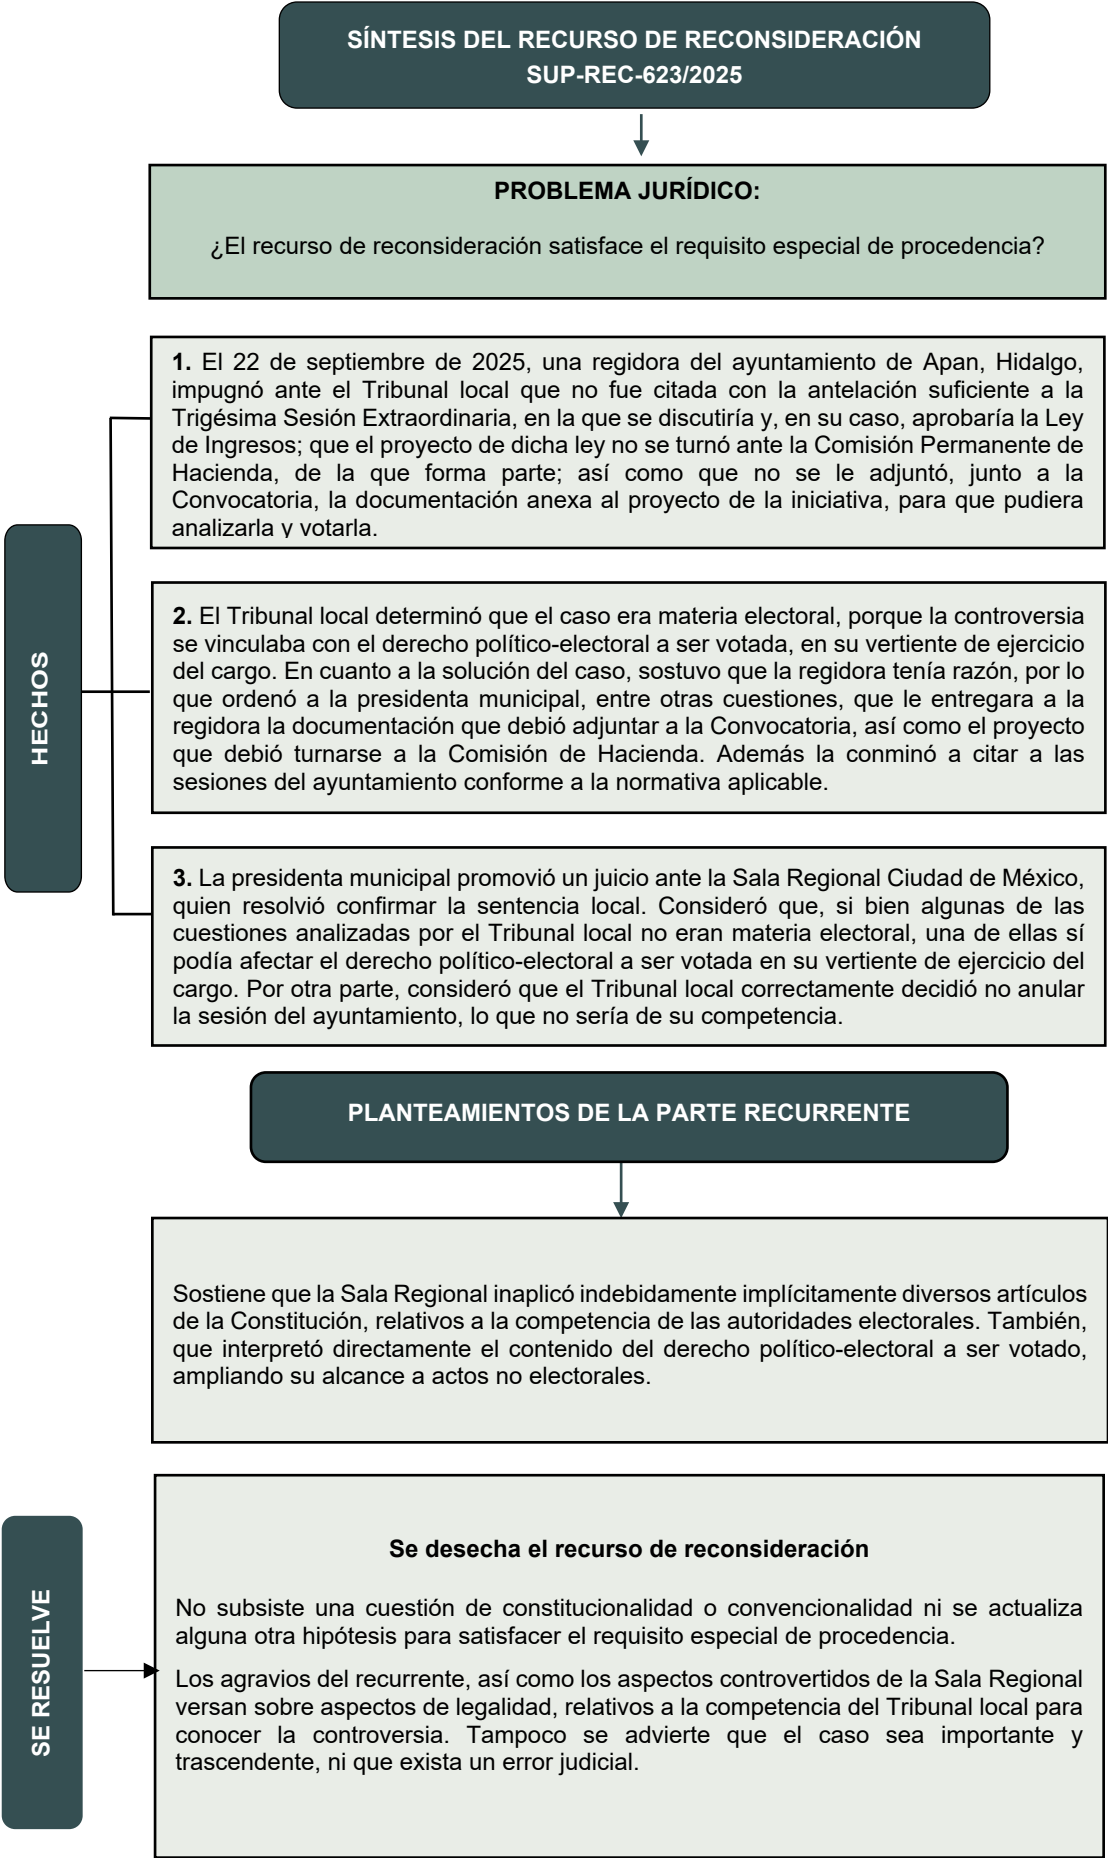 SÍNTESIS DEL RECURSO DE RECONSIDERACIÓN
SUP-REC-623/2025
PROBLEMA JURÍDICO:
¿El recurso de reconsideración satisface el requisito especial de procedencia?
HECHOS
1. El 22 de septiembre de 2025, una regidora del ayuntamiento de Apan, Hidalgo,
impugnó ante el Tribunal local que no fue citada con la antelación suficiente a la
Trigésima Sesión Extraordinaria, en la que se discutiría y, en su caso, aprobaría la Ley
de Ingresos; que el proyecto de dicha ley no se turnó ante la Comisión Permanente de
Hacienda, de la que forma parte; así como que no se le adjuntó, junto a la
Convocatoria, la documentación anexa al proyecto de la iniciativa, para que pudiera
analizarla y votarla.
2. El Tribunal local determinó que el caso era materia electoral, porque la controversia
se vinculaba con el derecho político-electoral a ser votada, en su vertiente de ejercicio
del cargo. En cuanto a la solución del caso, sostuvo que la regidora tenía razón, por lo
que ordenó a la presidenta municipal, entre otras cuestiones, que le entregara a la
regidora la documentación que debió adjuntar a la Convocatoria, así como el proyecto
que debió turnarse a la Comisión de Hacienda. Además la conminó a citar a las
sesiones del ayuntamiento conforme a la normativa aplicable.
3. La presidenta municipal promovió un juicio ante la Sala Regional Ciudad de México,
quien resolvió confirmar la sentencia local. Consideró que, si bien algunas de las
cuestiones analizadas por el Tribunal local no eran materia electoral, una de ellas sí
podía afectar el derecho político-electoral a ser votada en su vertiente de ejercicio del
cargo. Por otra parte, consideró que el Tribunal local correctamente decidió no anular
la sesión del ayuntamiento, lo que no sería de su competencia.
PLANTEAMIENTOS DE LA PARTE RECURRENTE
Sostiene que la Sala Regional inaplicó indebidamente implícitamente diversos artículos
de la Constitución, relativos a la competencia de las autoridades electorales. También,
que interpretó directamente el contenido del derecho político-electoral a ser votado,
ampliando su alcance a actos no electorales.
SE RESUELVE
Se desecha el recurso de reconsideración
No subsiste una cuestión de constitucionalidad o convencionalidad ni se actualiza
alguna otra hipótesis para satisfacer el requisito especial de procedencia.
Los agravios del recurrente, así como los aspectos controvertidos de la Sala Regional
versan sobre aspectos de legalidad, relativos a la competencia del Tribunal local para
conocer la controversia. Tampoco se advierte que el caso sea importante y
trascendente, ni que exista un error judicial.